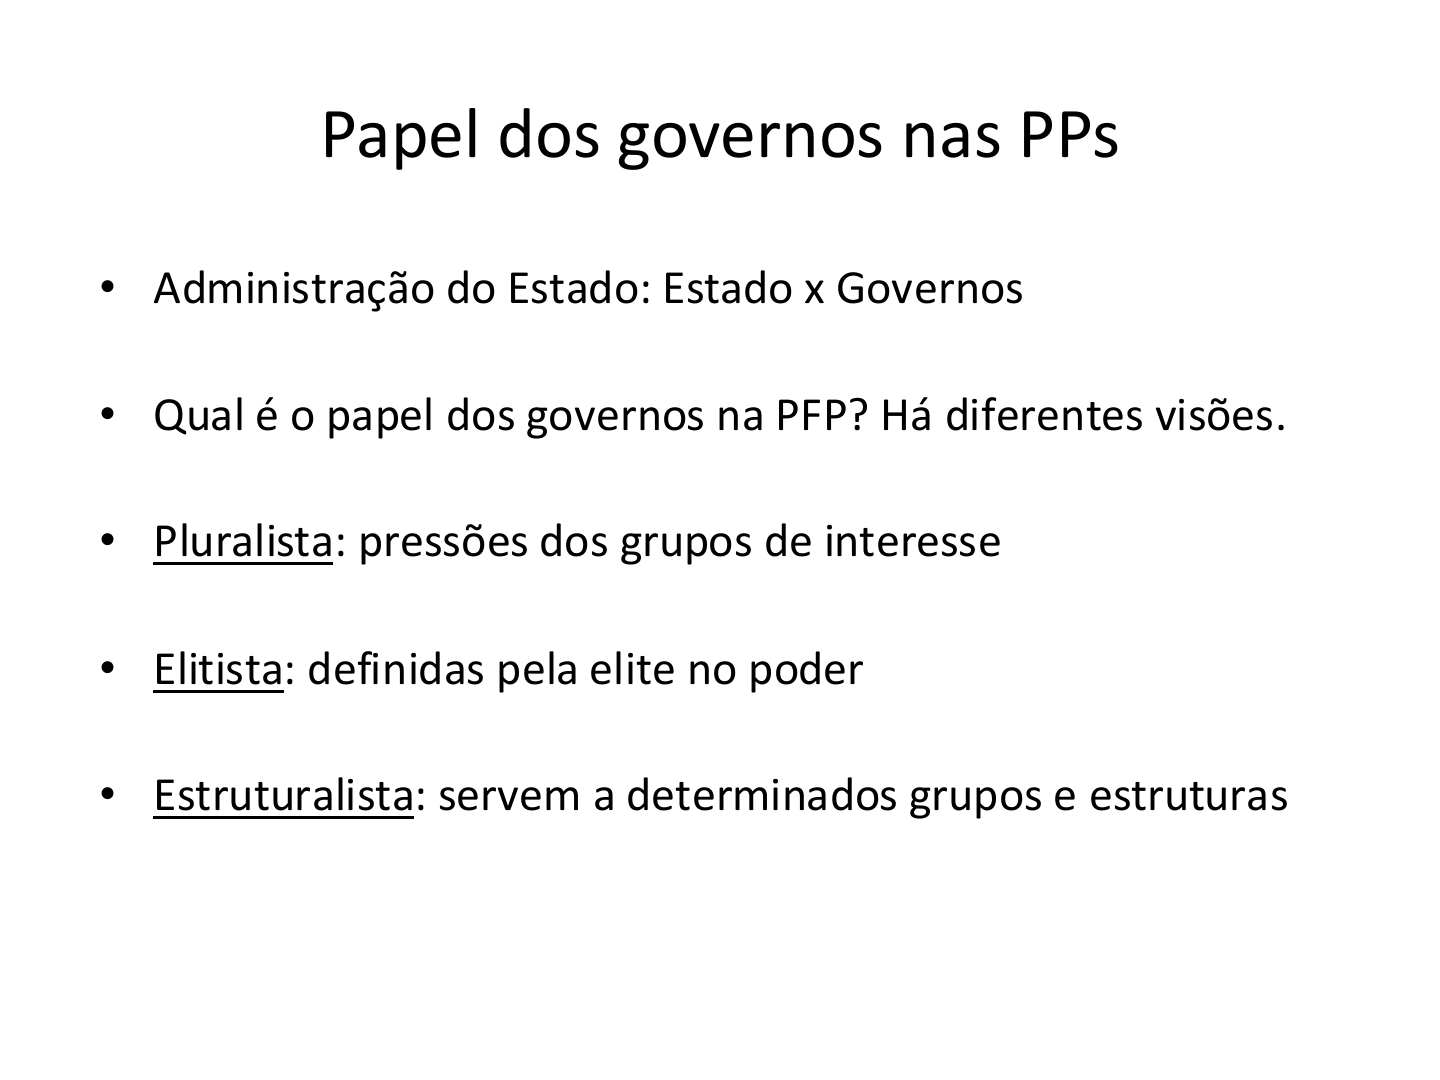 Papel dos governos nas PPs
• Administração do Estado: Estado x Governos
• Qual é o papel dos governos na PFP? Há diferentes visões.
• Pluralista: pressões dos grupos de interesse
• Elitista: definidas pela elite no poder
• Estruturalista: servem a determinados grupos e estruturas